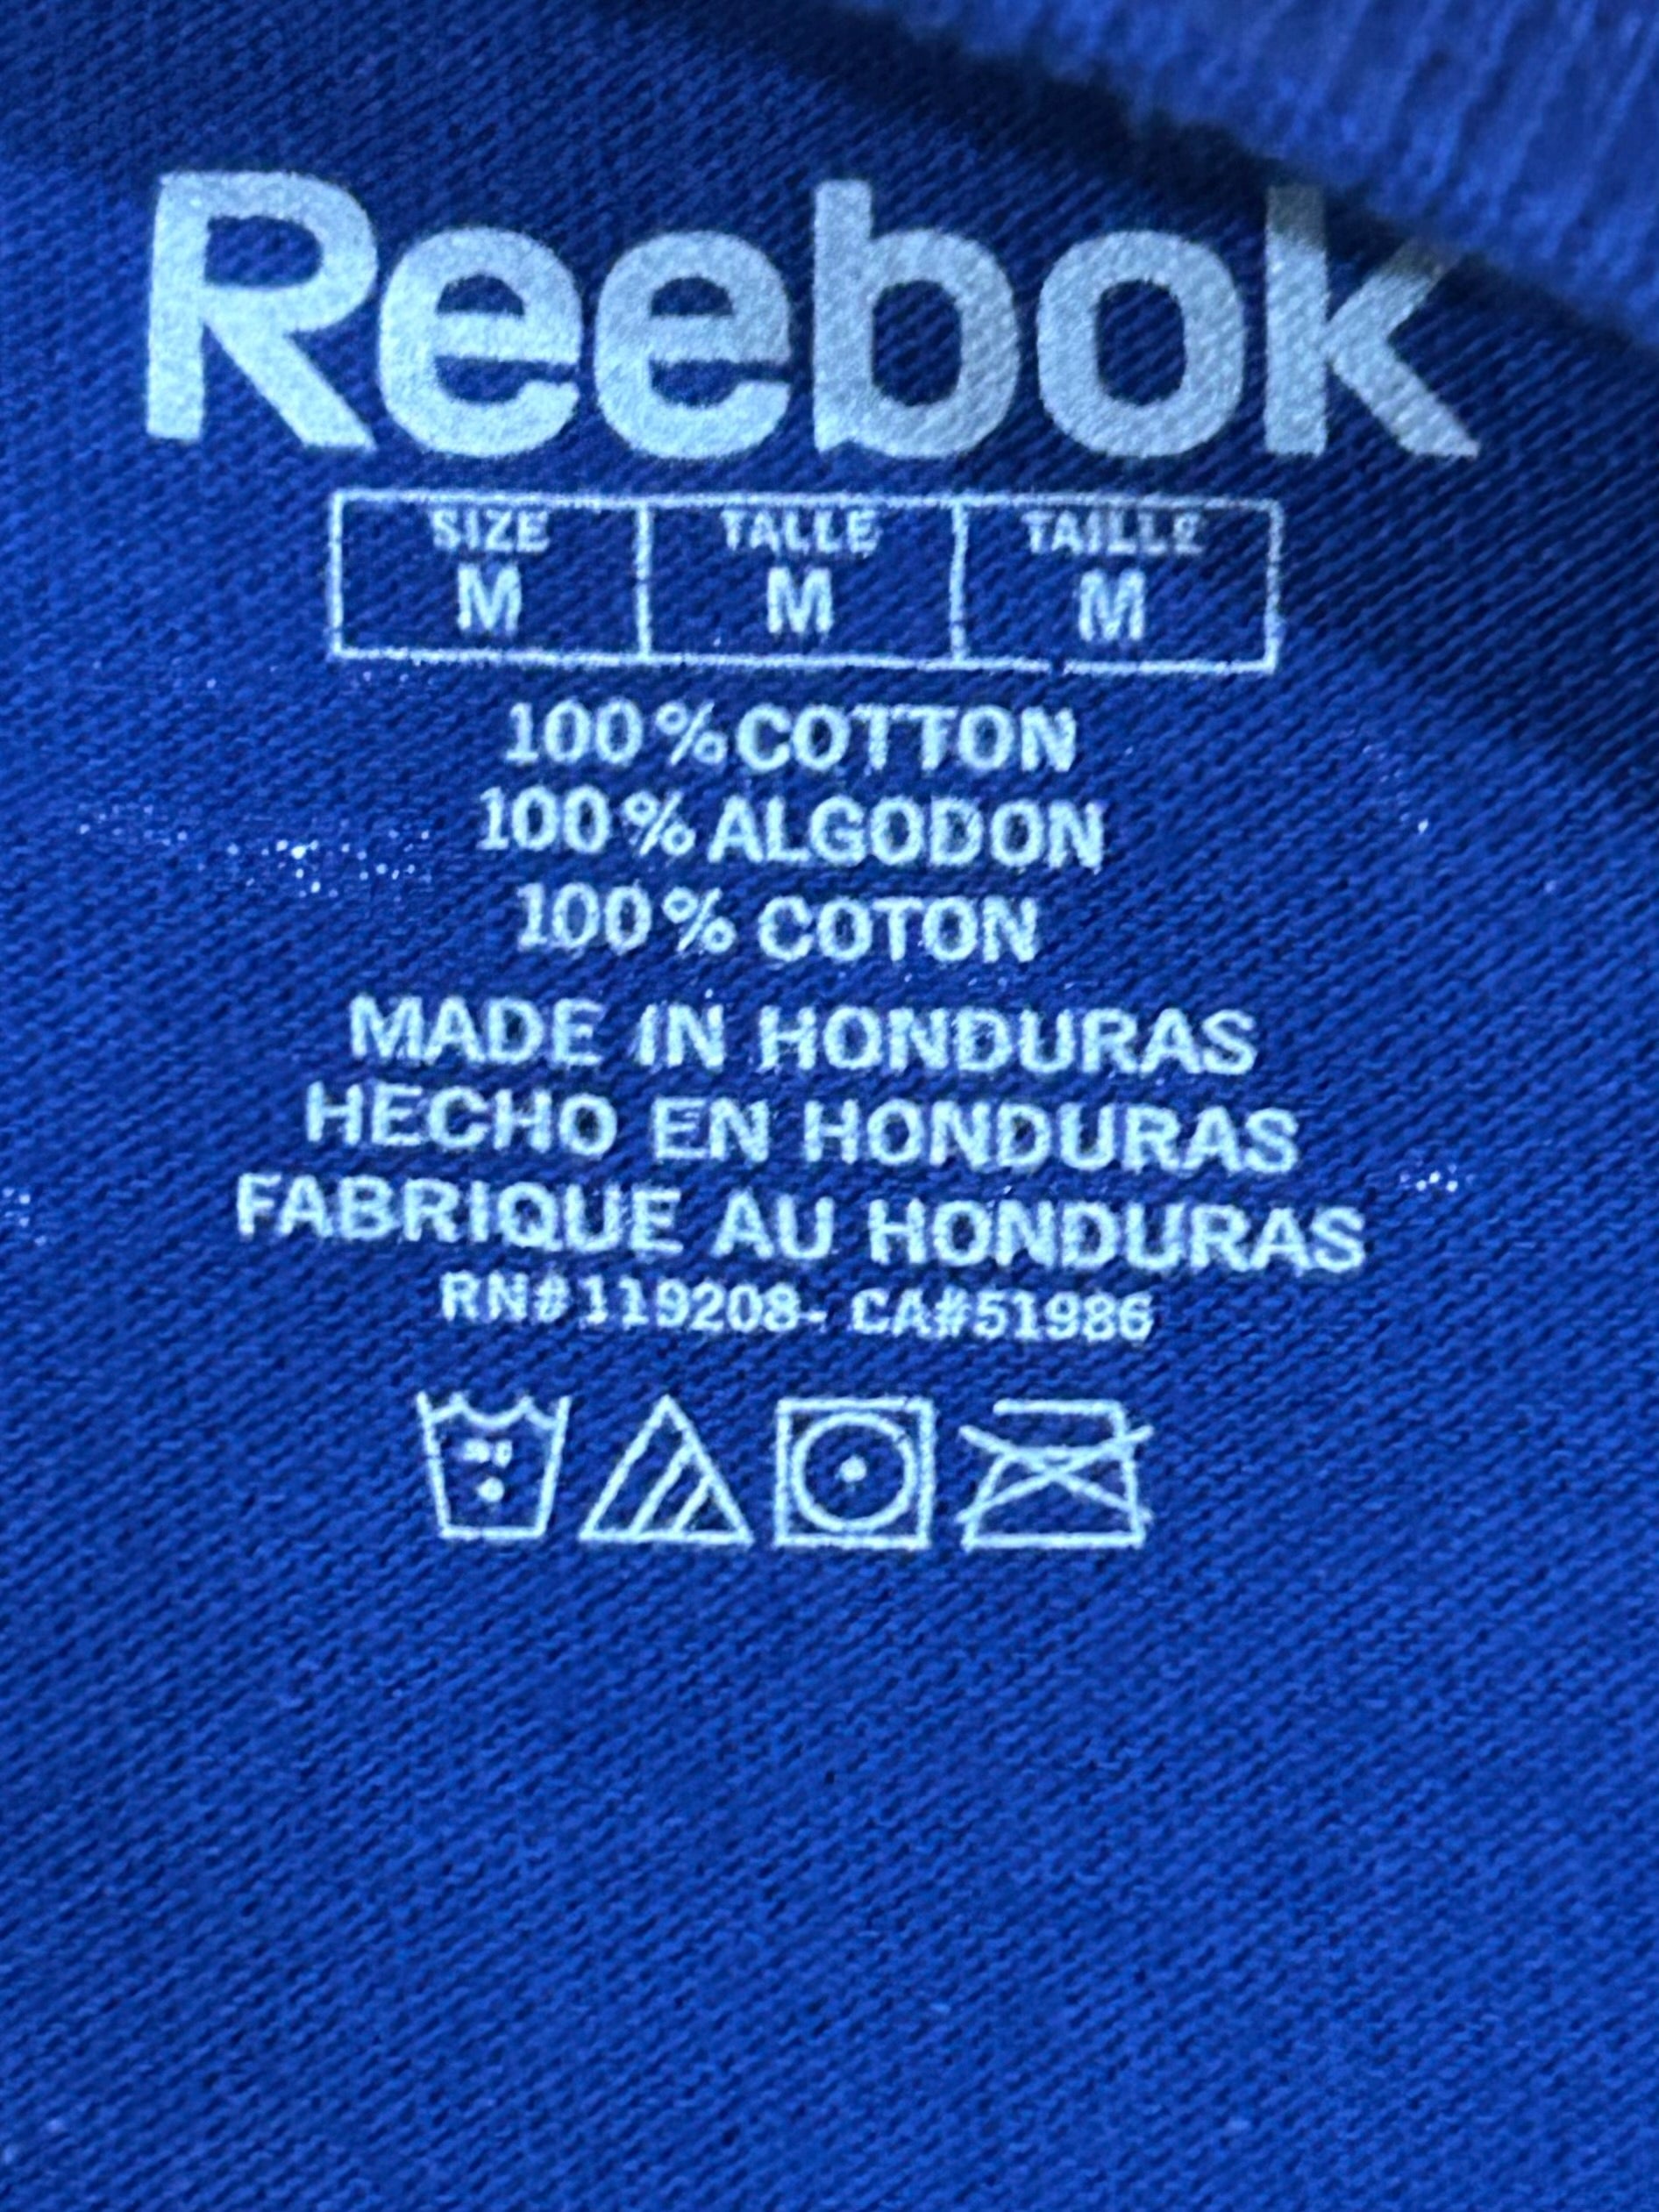 Reebok
SIZE TALLE TAILLE
M M M
100% COTTON
100% ALGODON
100% COTON
MADE IN HONDURAS
HECHO EN HONDURAS
FABRIQUE AU HONDURAS
RN#119208- CA#51986